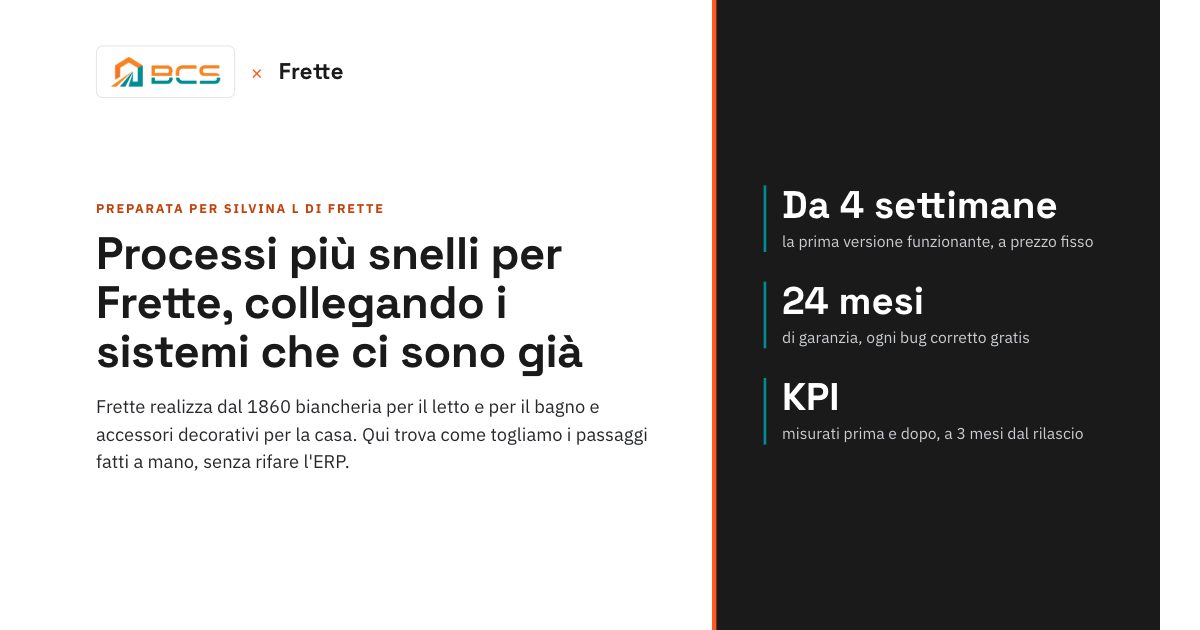 BCS × Frette
PREPARATA PER SILVINA L DI FRETTE
Processi più snelli per
Frette, collegando i
sistemi che ci sono già
Frette realizza dal 1860 biancheria per il letto e per il bagno e
accessori decorativi per la casa. Qui trova come togliamo i passaggi
fatti a mano, senza rifare l'ERP.
Da 4 settimane
la prima versione funzionante, a prezzo fisso
24 mesi
di garanzia, ogni bug corretto gratis
KPI
misurati prima e dopo, a 3 mesi dal rilascio